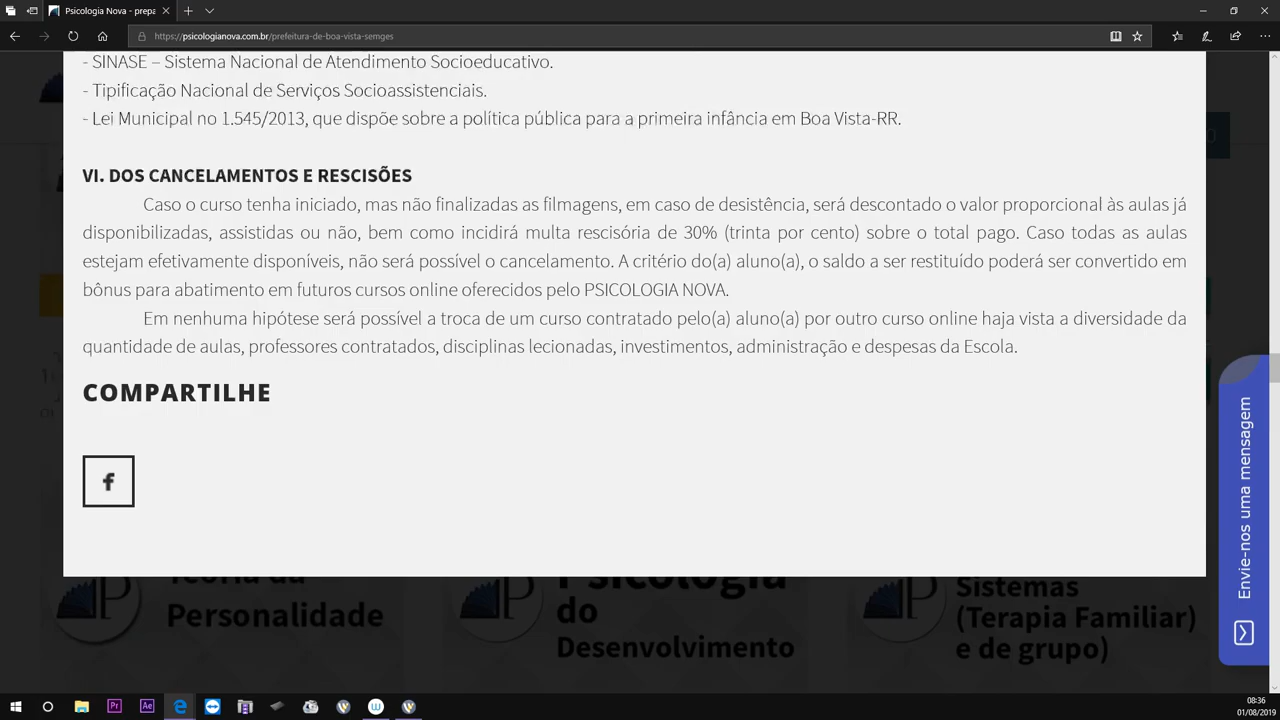 Psicologia Nova - prepa
https://psicologianova.com.br/prefeitura-de-boa-vista-semges
- SINASE – Sistema Nacional de Atendimento Socioeducativo.
- Tipificação Nacional de Serviços Socioassistenciais.
- Lei Municipal no 1.545/2013, que dispõe sobre a política pública para a primeira infância em Boa Vista-RR.
VI. DOS CANCELAMENTOS E RESCISÕES
Caso o curso tenha iniciado, mas não finalizadas as filmagens, em caso de desistência, será descontado o valor proporcional às aulas já
disponibilizadas, assistidas ou não, bem como incidirá multa rescisória de 30% (trinta por cento) sobre o total pago. Caso todas as aulas
estejam efetivamente disponíveis, não será possível o cancelamento. A critério do(a) aluno(a), o saldo a ser restituído poderá ser convertido em
bônus para abatimento em futuros cursos online oferecidos pelo PSICOLOGIA NOVA.
Em nenhuma hipótese será possível a troca de um curso contratado pelo(a) aluno(a) por outro curso online haja vista a diversidade da
quantidade de aulas, professores contratados, disciplinas lecionadas, investimentos, administração e despesas da Escola.
COMPARTILHE
f
Envie-nos uma mensagem
Teoria da
Personalidade
Psicologia
do
Desenvolvimento
Sistemas
(Terapia Familiar)
e de grupo)
Pr
Ae
08:36
01/08/2019